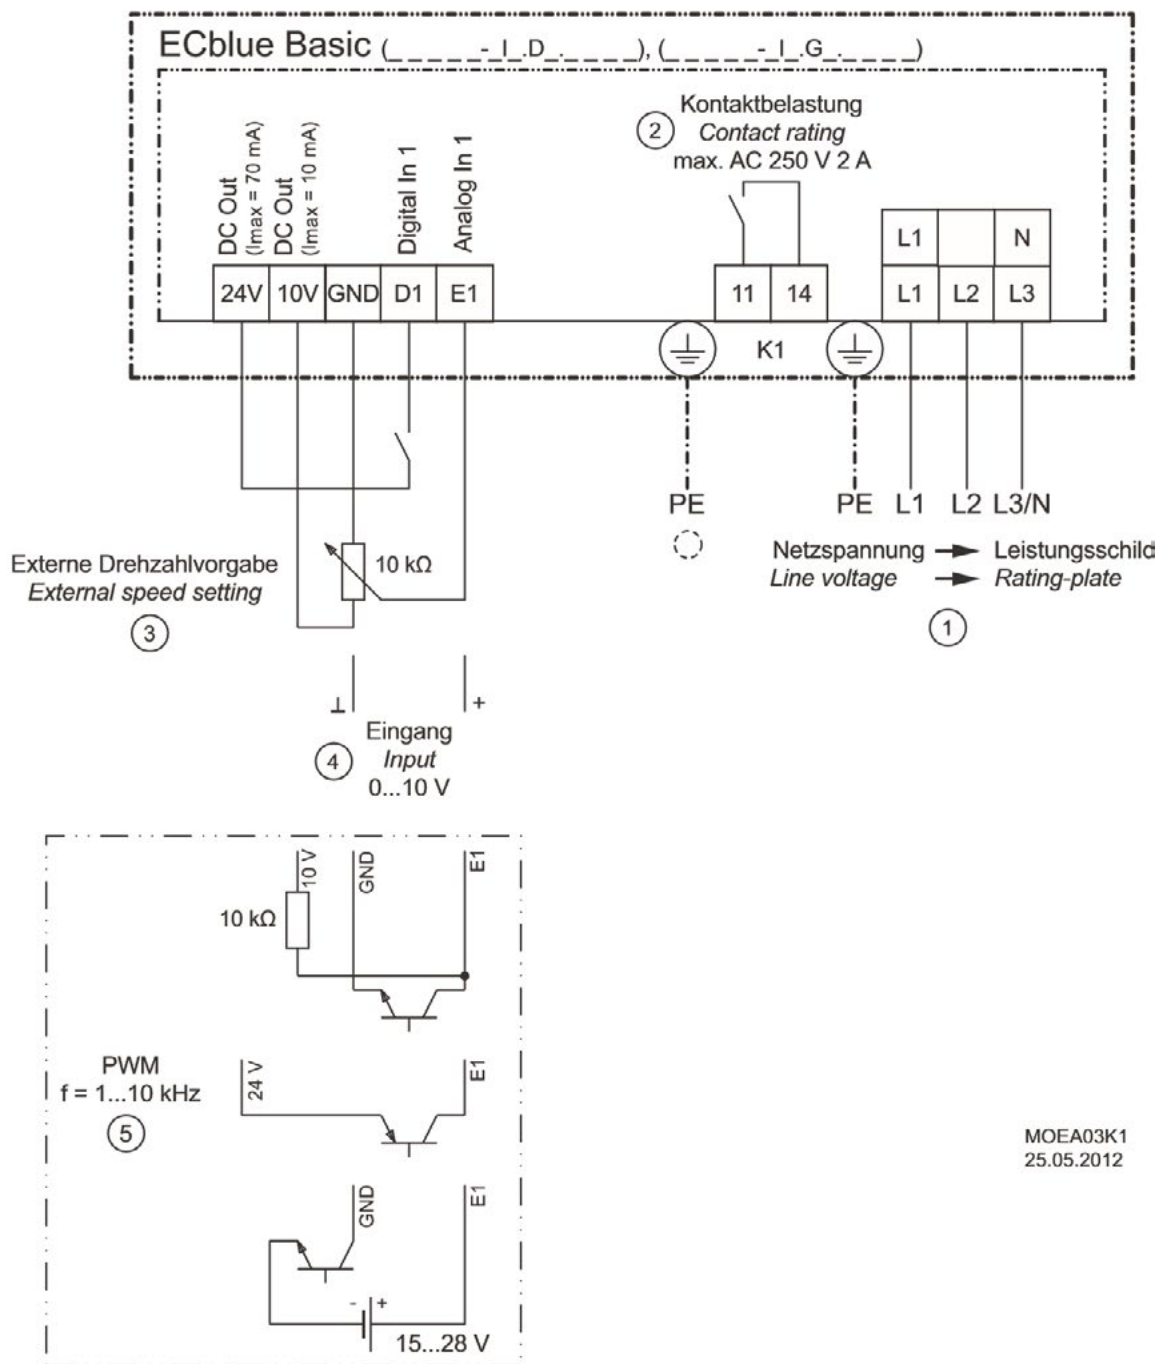 ECblue Basic (_ _ _ _ _-_I_.D_._ _ _ _), (_ _ _ _ _-_I_.G_._ _ _ _)
Kontaktbelastung
2
Contact rating
max. AC 250 V 2 A
DC Out
(Imax = 70 mA)
DC Out
(Imax = 10 mA)
Digital In 1
Analog In 1
L1 N
24V 10V GND D1 E1
11 14
L1 L2 L3
K1
PE
PE L1 L2 L3/N
Externe Drehzahlvorgabe
External speed setting
3
10 kΩ
Netzspannung Leistungsschild
Line voltage Rating-plate
1
⊥ +
Eingang
4
Input
0...10 V
10 V
GND
E1
10 kΩ
PWM
f = 1...10 kHz
5
24 V
E1
GND
E1
- +
15...28 V
MOEA03K1
25.05.2012